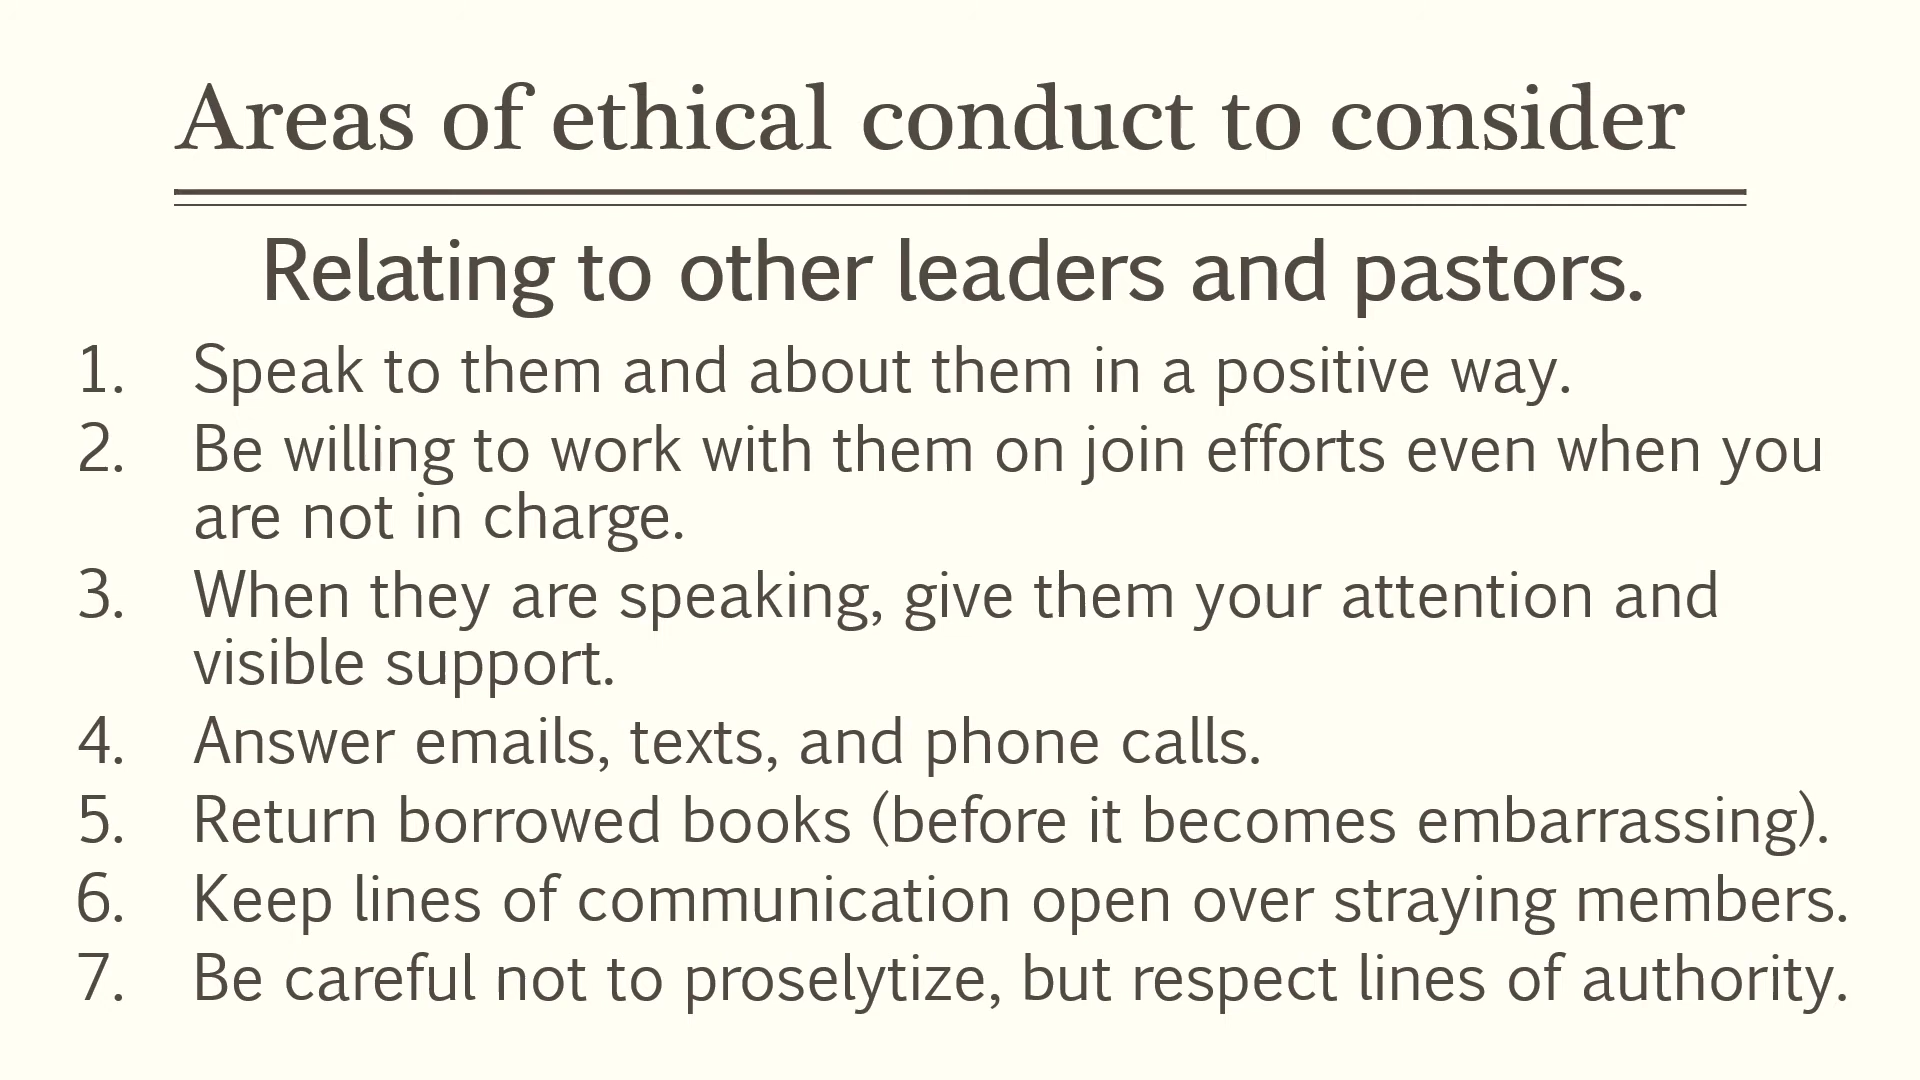 Areas of ethical conduct to consider
Relating to other leaders and pastors.
1. Speak to them and about them in a positive way.
2. Be willing to work with them on join efforts even when you
are not in charge.
3. When they are speaking, give them your attention and
visible support.
4. Answer emails, texts, and phone calls.
5. Return borrowed books (before it becomes embarrassing).
6. Keep lines of communication open over straying members.
7. Be careful not to proselytize, but respect lines of authority.